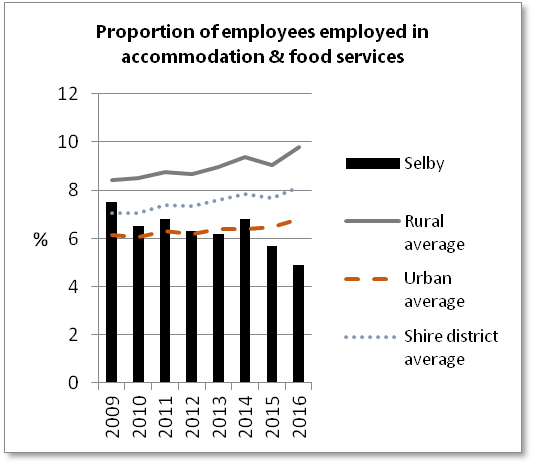 Proportion of employees employed in
accommodation & food services
12
10
8
6
4
2
0
%
2009
2010
2011
2012
2013
2014
2015
2016
Selby
Rural
average
Urban
average
Shire district
average